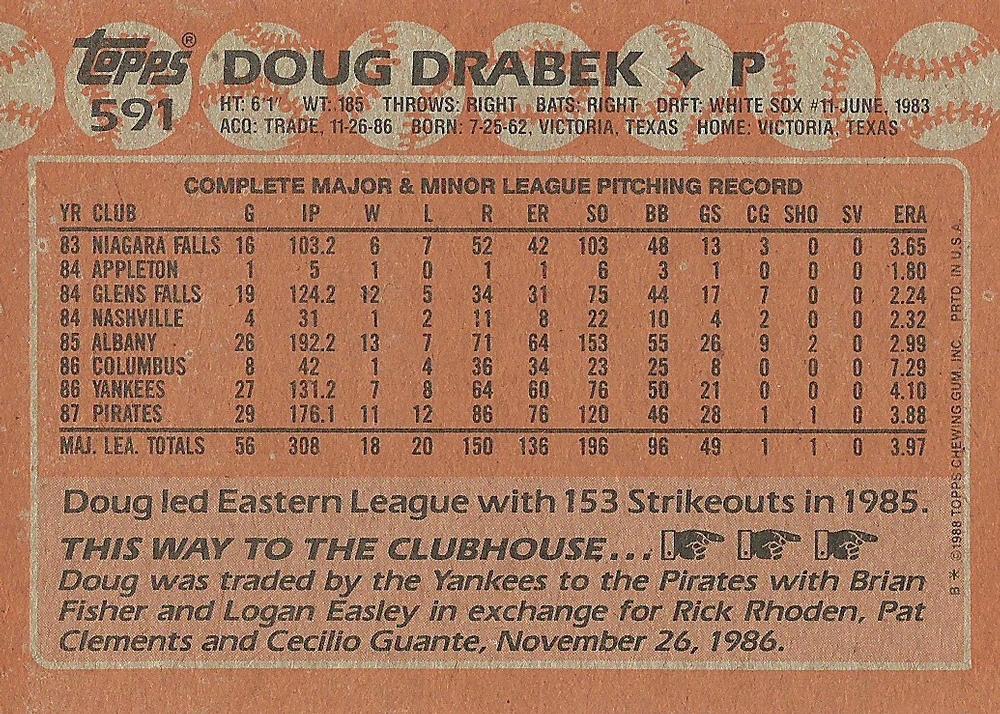 topps® DOUG DRABEK ✦ P
591 HT: 6'1" WT: 185 THROWS: RIGHT BATS: RIGHT DRFT: WHITE SOX #11-JUNE, 1983
ACQ: TRADE, 11-26-86 BORN: 7-25-62, VICTORIA, TEXAS HOME: VICTORIA, TEXAS
COMPLETE MAJOR & MINOR LEAGUE PITCHING RECORD
YR CLUB G IP W L R ER SO BB GS CG SHO SV ERA
83 NIAGARA FALLS 16 103.2 6 7 52 42 103 48 13 3 0 0 3.65
84 APPLETON 1 5 1 0 1 1 6 3 1 0 0 0 1.80
84 GLENS FALLS 19 124.2 12 5 34 31 75 44 17 7 0 0 2.24
84 NASHVILLE 4 31 1 2 11 8 22 10 4 2 0 0 2.32
85 ALBANY 26 192.2 13 7 71 64 153 55 26 9 2 0 2.99
86 COLUMBUS 8 42 1 4 36 34 23 25 8 0 0 0 7.29
86 YANKEES 27 131.2 7 8 64 60 76 50 21 0 0 0 4.10
87 PIRATES 29 176.1 11 12 86 76 120 46 28 1 1 0 3.88
MAJ. LEA. TOTALS 56 308 18 20 150 136 196 96 49 1 1 0 3.97
Doug led Eastern League with 153 Strikeouts in 1985.
THIS WAY TO THE CLUBHOUSE...
Doug was traded by the Yankees to the Pirates with Brian
Fisher and Logan Easley in exchange for Rick Rhoden, Pat
Clements and Cecilio Guante, November 26, 1986.
B* ©1988 TOPPS CHEWING GUM, INC. PRTD. IN U.S.A.